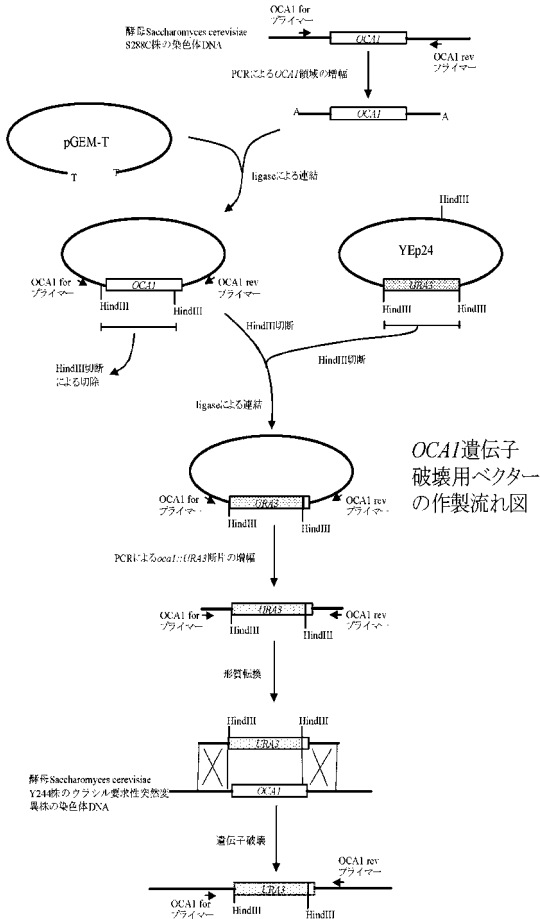 OCA1 for
プライマー
酵母Saccharomyces cerevisiae
S288C株の染色体DNA
OCA1
OCA1 rev
プライマー
PCRによるOCA1領域の増幅
A
OCA1
A
pGEM-T
T
T
ligaseによる連結
HindIII
YEp24
OCA1 for
プライマー
OCA1
OCA1 rev
プライマー
URA3
HindIII
HindIII
HindIII
HindIII
HindIII切断
HindIII切断
HindIII切断
による切除
ligaseによる連結
OCA1遺伝子
破壊用ベクター
の作製流れ図
OCA1 for
プライマー
URA3
OCA1 rev
プライマー
HindIII
HindIII
PCRによるoca1::URA3断片の増幅
OCA1 for
プライマー
URA3
OCA1 rev
プライマー
HindIII
HindIII
形質転換
HindIII
HindIII
URA3
酵母Saccharomyces cerevisiae
Y244株のウラシル要求性突然変
異株の染色体DNA
OCA1
遺伝子破壊
OCA1 rev
プライマー
URA3
OCA1 for
プライマー
HindIII
HindIII